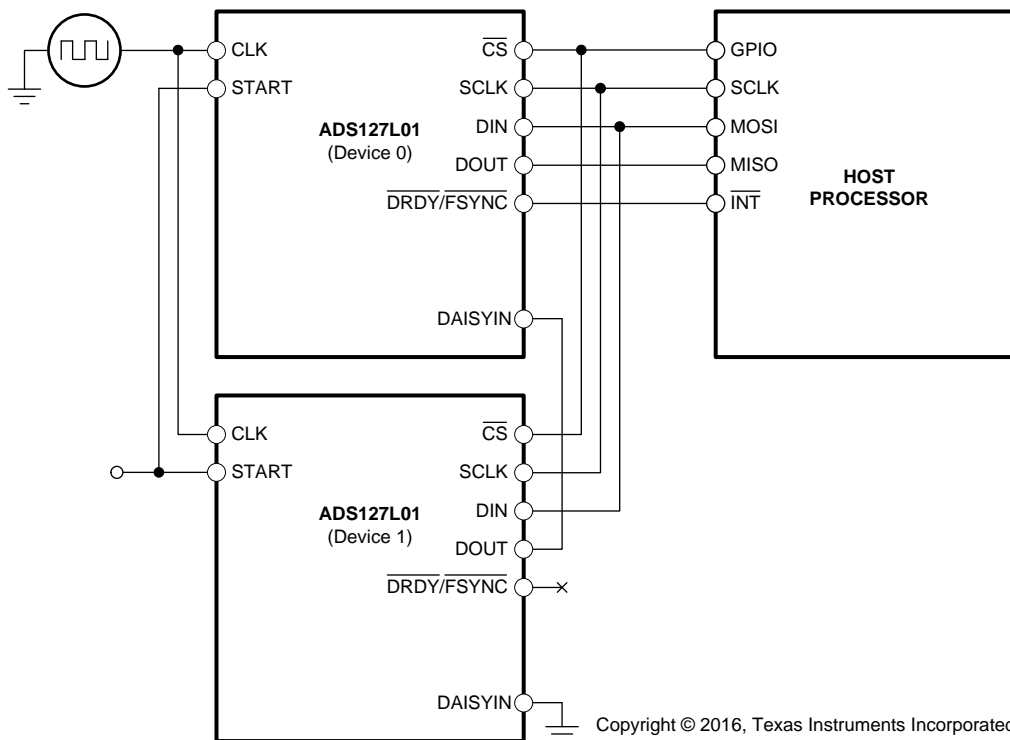 CLK
START
ADS127L01
(Device 0)
CS
SCLK
DIN
DOUT
DRDY/FSYNC
DAISYIN
GPIO
SCLK
MOSI
MISO
INT
HOST
PROCESSOR
CLK
START
ADS127L01
(Device 1)
CS
SCLK
DIN
DOUT
DRDY/FSYNC
DAISYIN
Copyright © 2016, Texas Instruments Incorporated